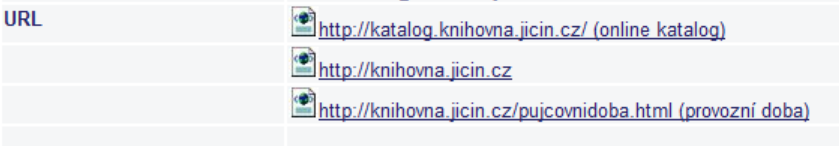 URL http://katalog.knihovna.jicin.cz/ (online katalog)
http://knihovna.jicin.cz
http://knihovna.jicin.cz/pujcovnidoba.html (provozní doba)